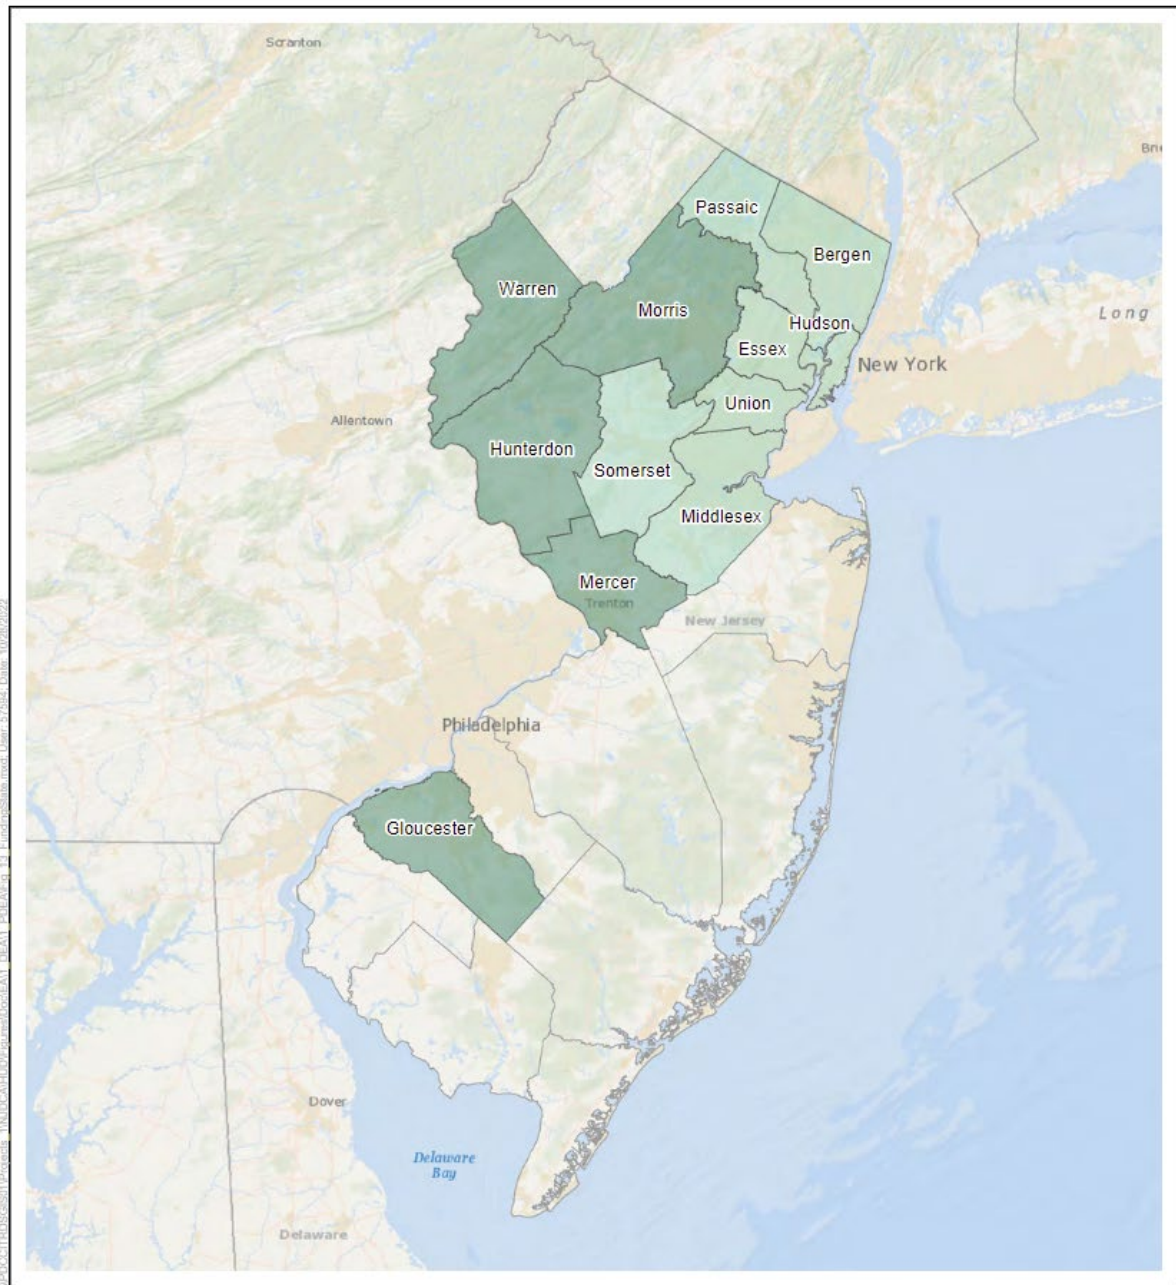 Scranton
Passaic
Bergen
Warren
Morris
Hudson
Long
Essex
New York
Union
Allentown
Hunterdon
Somerset
Middlesex
Mercer
Trenton
New Jersey
Philadelphia
Gloucester
Dover
Delaware
Bay
Delaware